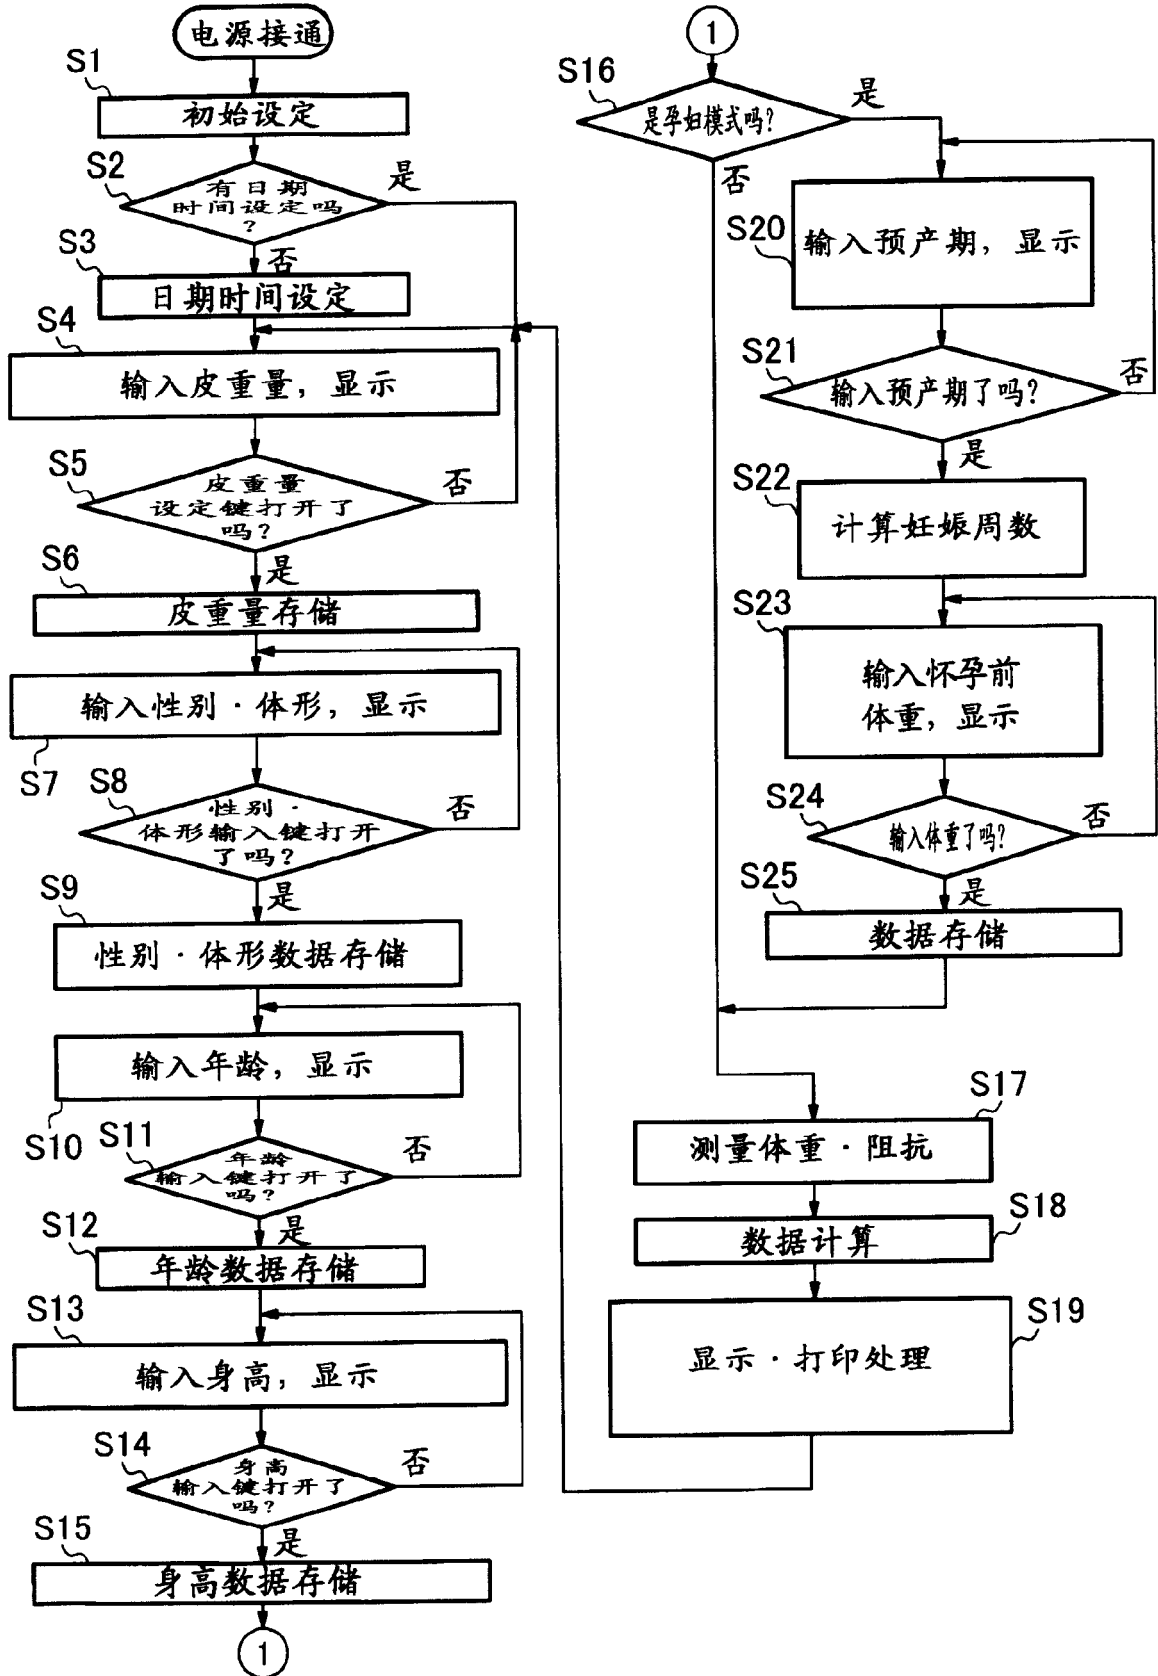 电源接通
S1
初始设定
S2
有日期
时间设定吗
?
是
否
S3
日期时间设定
S4
输入皮重量，显示
S5
皮重量
设定键打开了
吗?
否
是
S6
皮重量存储
输入性别·体形，显示
S7
S8
性别·
体形输入键打开
了吗?
否
是
S9
性别·体形数据存储
输入年龄，显示
S10
S11
年龄
输入键打开了
吗?
否
是
S12
年龄数据存储
S13
输入身高，显示
S14
身高
输入键打开了
吗?
否
是
S15
身高数据存储
1
1
S16
是孕妇模式吗?
是
否
S20
输入预产期，显示
S21
输入预产期了吗?
否
是
S22
计算妊娠周数
S23
输入怀孕前
体重，显示
S24
输入体重了吗?
否
是
S25
数据存储
S17
测量体重·阻抗
S18
数据计算
S19
显示·打印处理